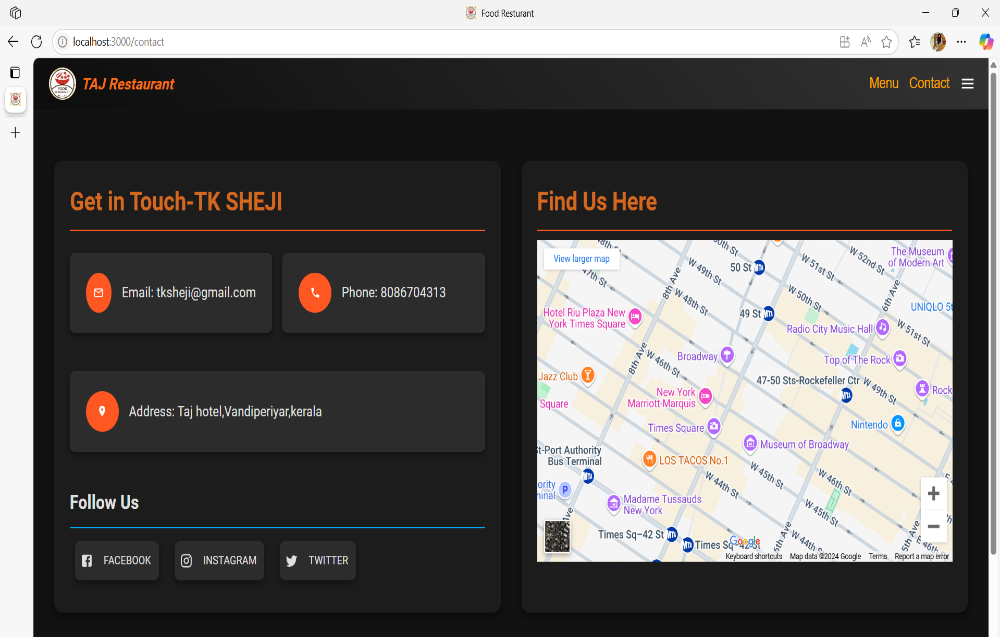 Food Resturant
localhost:3000/contact
TAJ Restaurant
Menu
Contact
Get in Touch-TK SHEJI
Email: tksheji@gmail.com
Phone: 8086704313
Address: Taj hotel,Vandiperiyar,kerala
Follow Us
FACEBOOK
INSTAGRAM
TWITTER
Find Us Here
View larger map
50th St
W 51st St
W 52nd St
The Museum
of Modern Art
47th St
8th Ave
W 49th St
50 St
6th Ave
UNIQLO 5t
W 48th St
49 St
Hotel Riu Plaza New
York Times Square
Radio City Music Hall
W 51st St
8th Ave
W 46th St
Broadway
Top of The Rock
Jazz Club
47-50 Sts-Rockefeller Ctr
W 49th St
Rock
New York
Marriott Marquis
Square
Times Square
Nintendo
Museum of Broadway
t-Port Authority
Bus Terminal
LOS TACOS No.1
W 45th St
W 46th St
W 44th St
ority
inal
P
Madame Tussauds
New York
W 45th St
5th Ave
Times Sq-42 St
Times Sq-42 St
Google
W 44th St
Keyboard shortcuts
Map data ©2024 Google
Terms
Report a map error